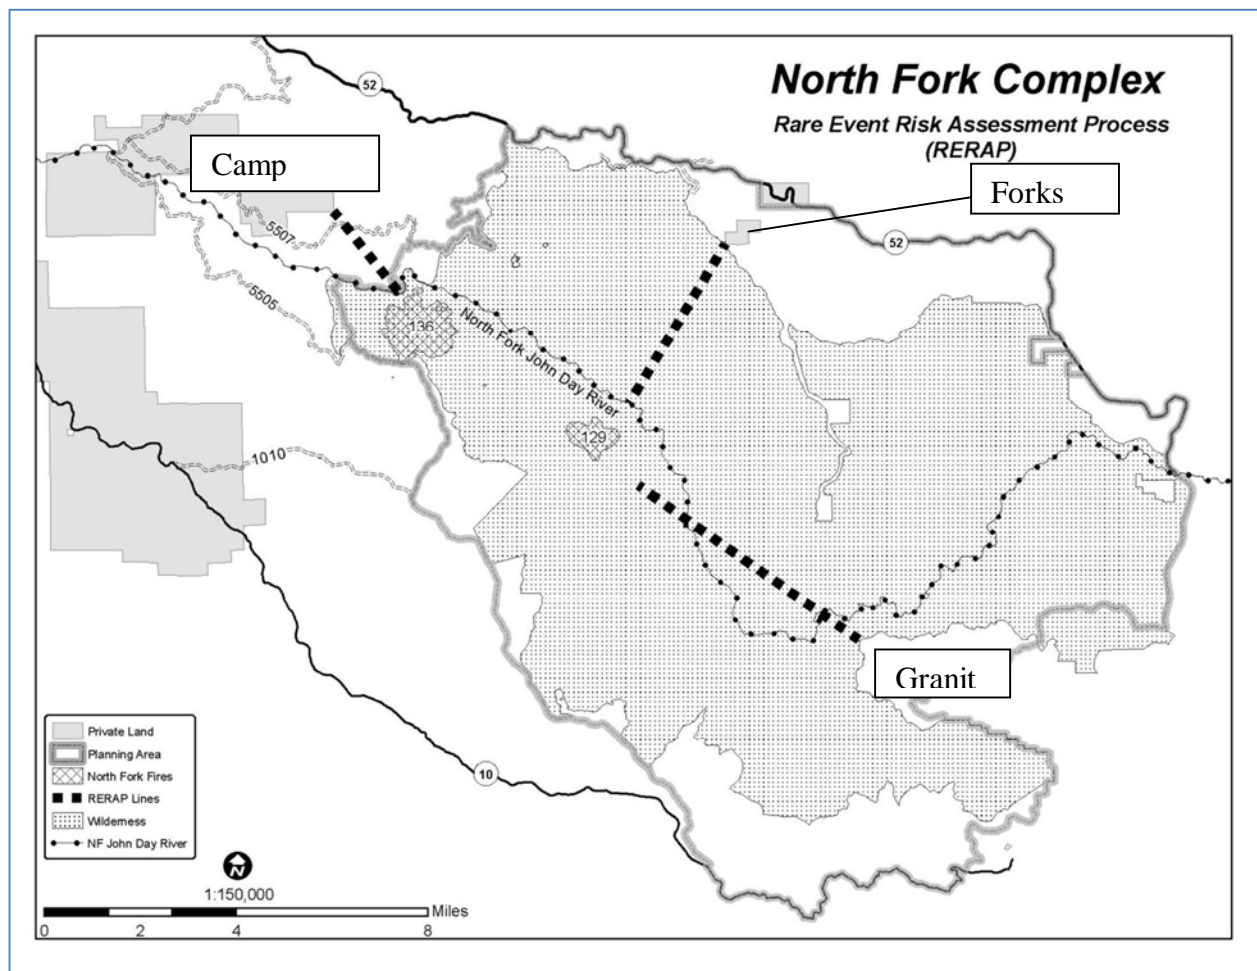 North Fork Complex
Rare Event Risk Assessment Process
(RERAP)
52
Camp
Forks
5507
52
5505
136
North Fork John Day River
129
1010
Granit
10
Private Land
Planning Area
North Fork Fires
RERAP Lines
Wilderness
NF John Day River
N
1:150,000
Miles
0 2 4 8